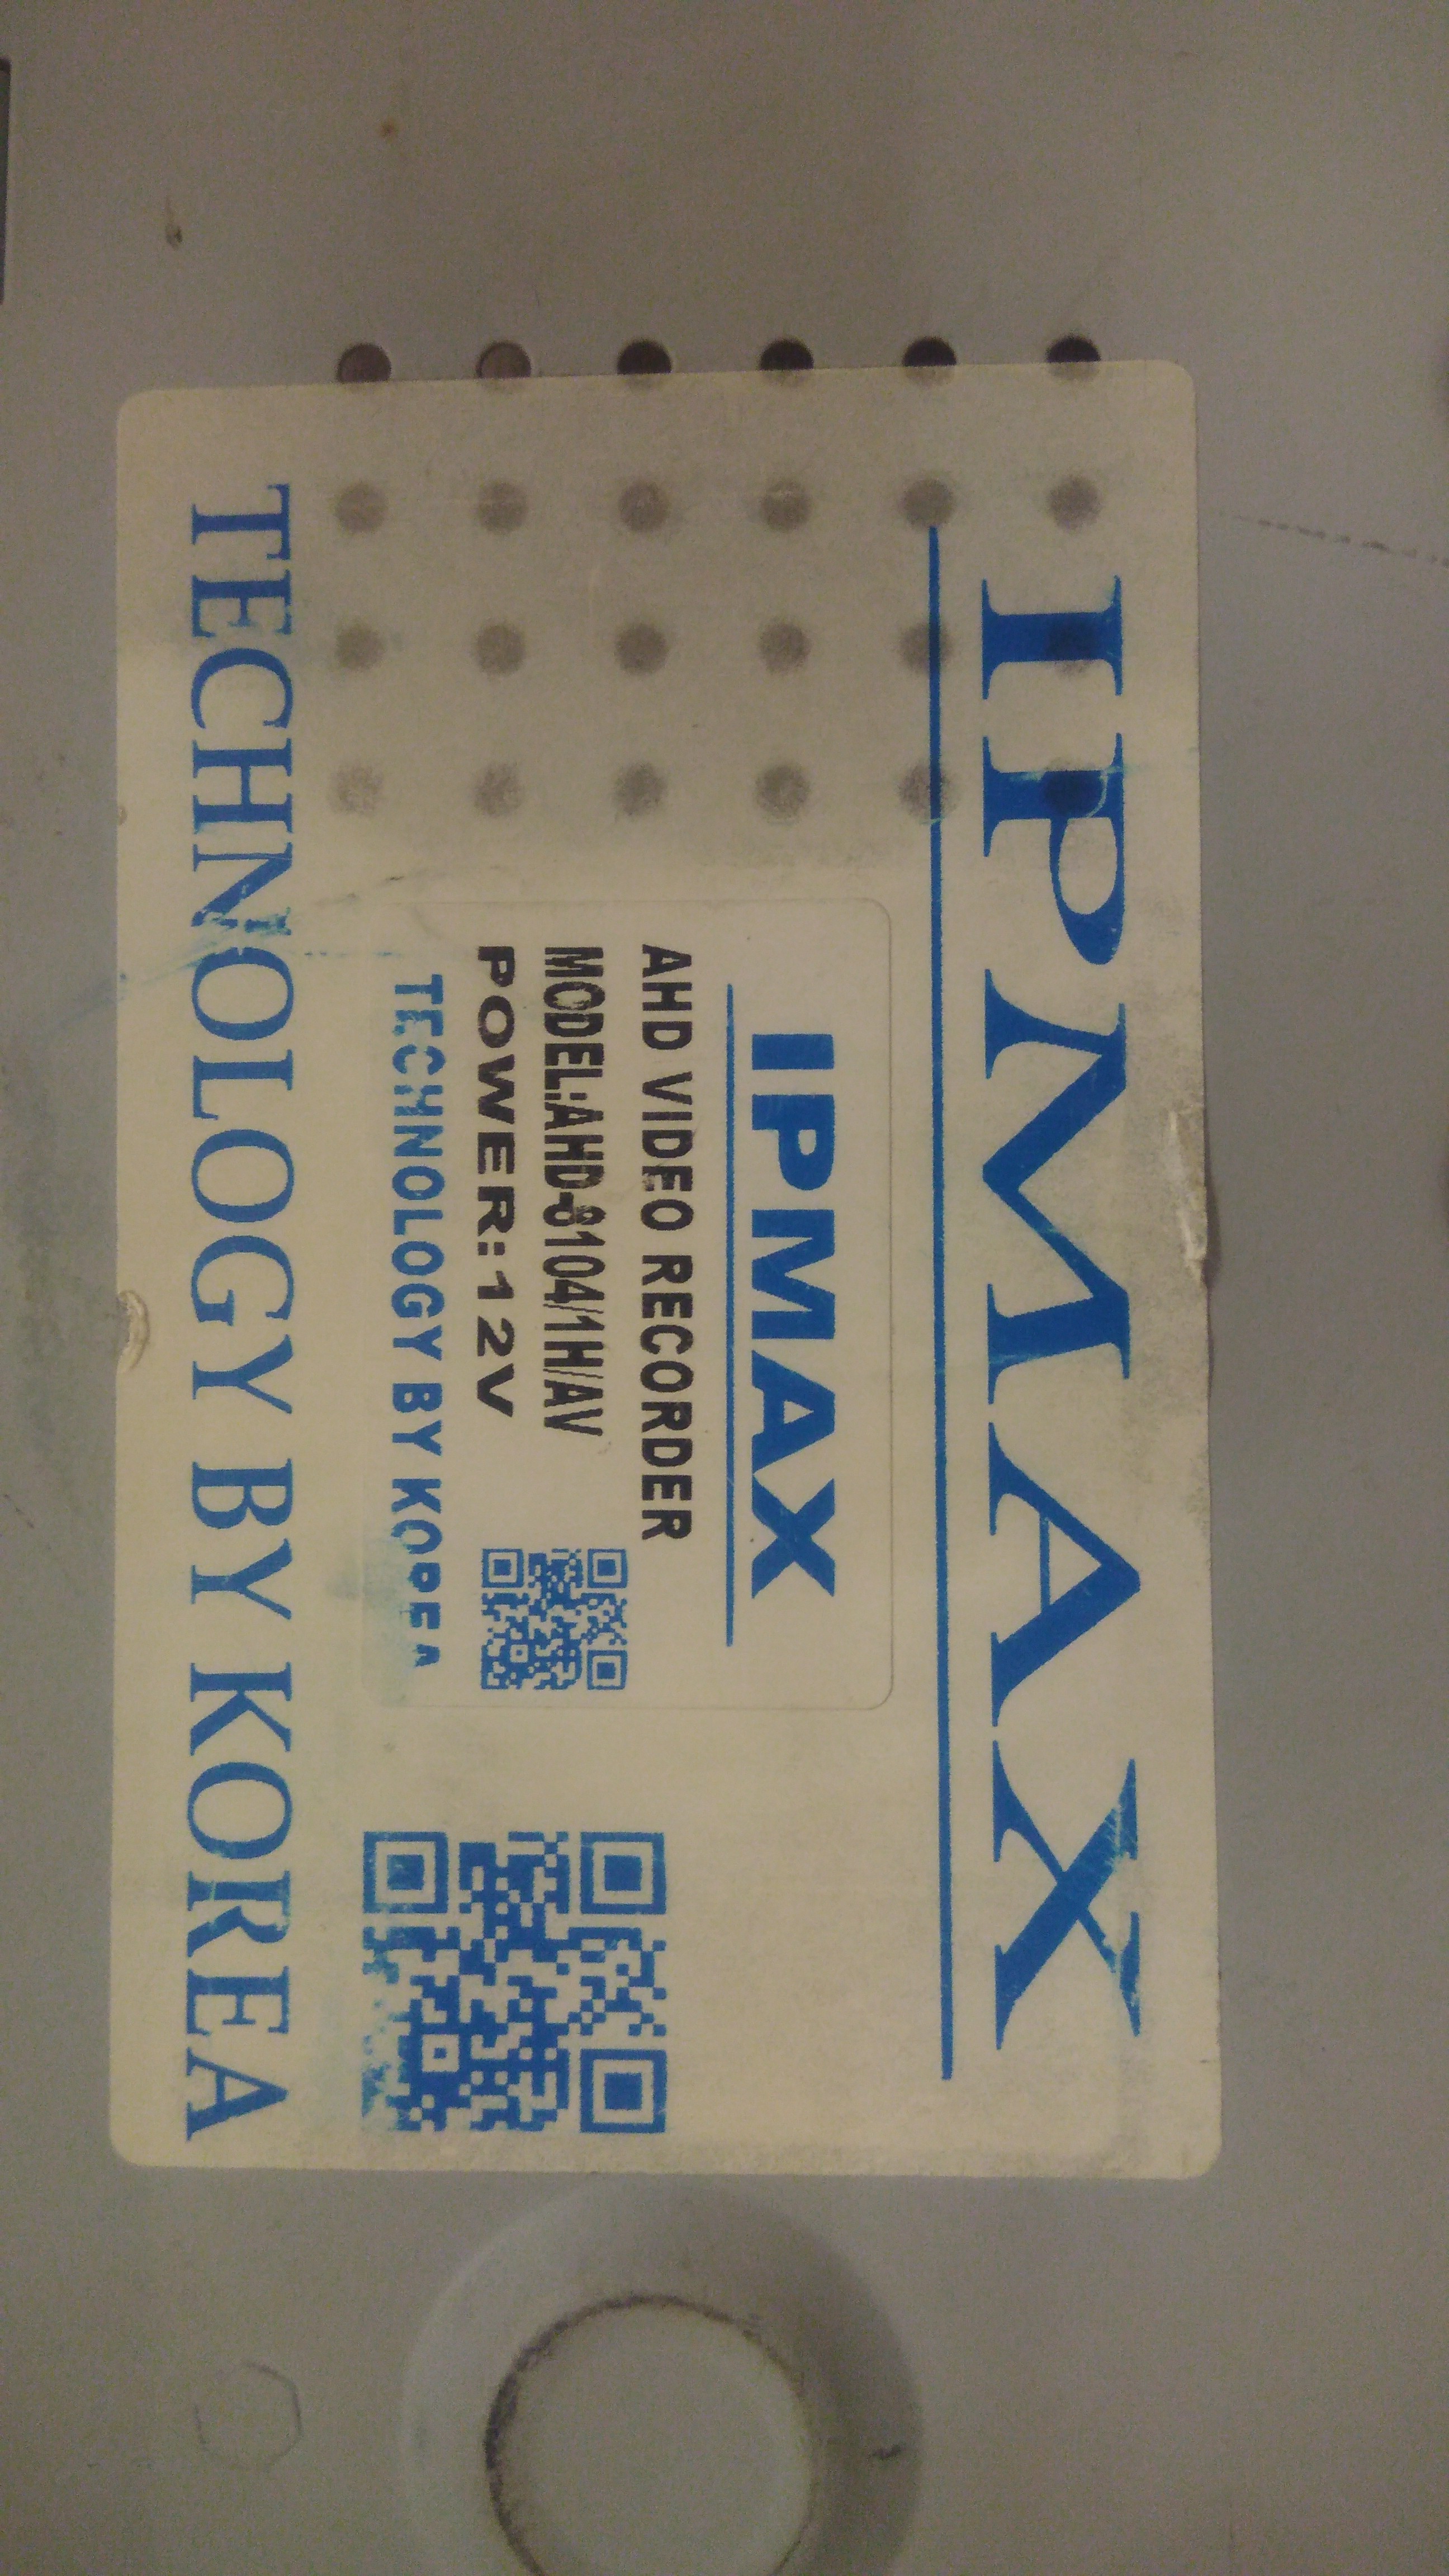 IPMAX
IPMAX
AHD VIDEO RECORDER
MODEL:AHD-8104/1H/AV
POWER:12V
TECHNOLOGY BY KOREA
TECHNOLOGY BY KOREA